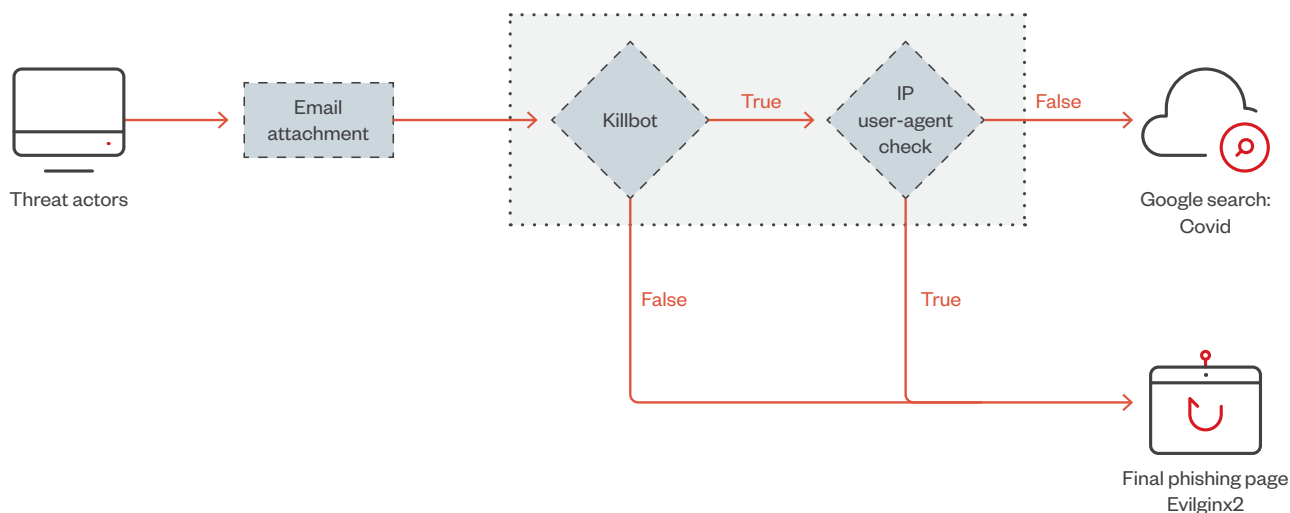 Threat actors
Email
attachment
Killbot
True
IP
user-agent
check
False
Google search:
Covid
False
True
Final phishing page
Evilginx2